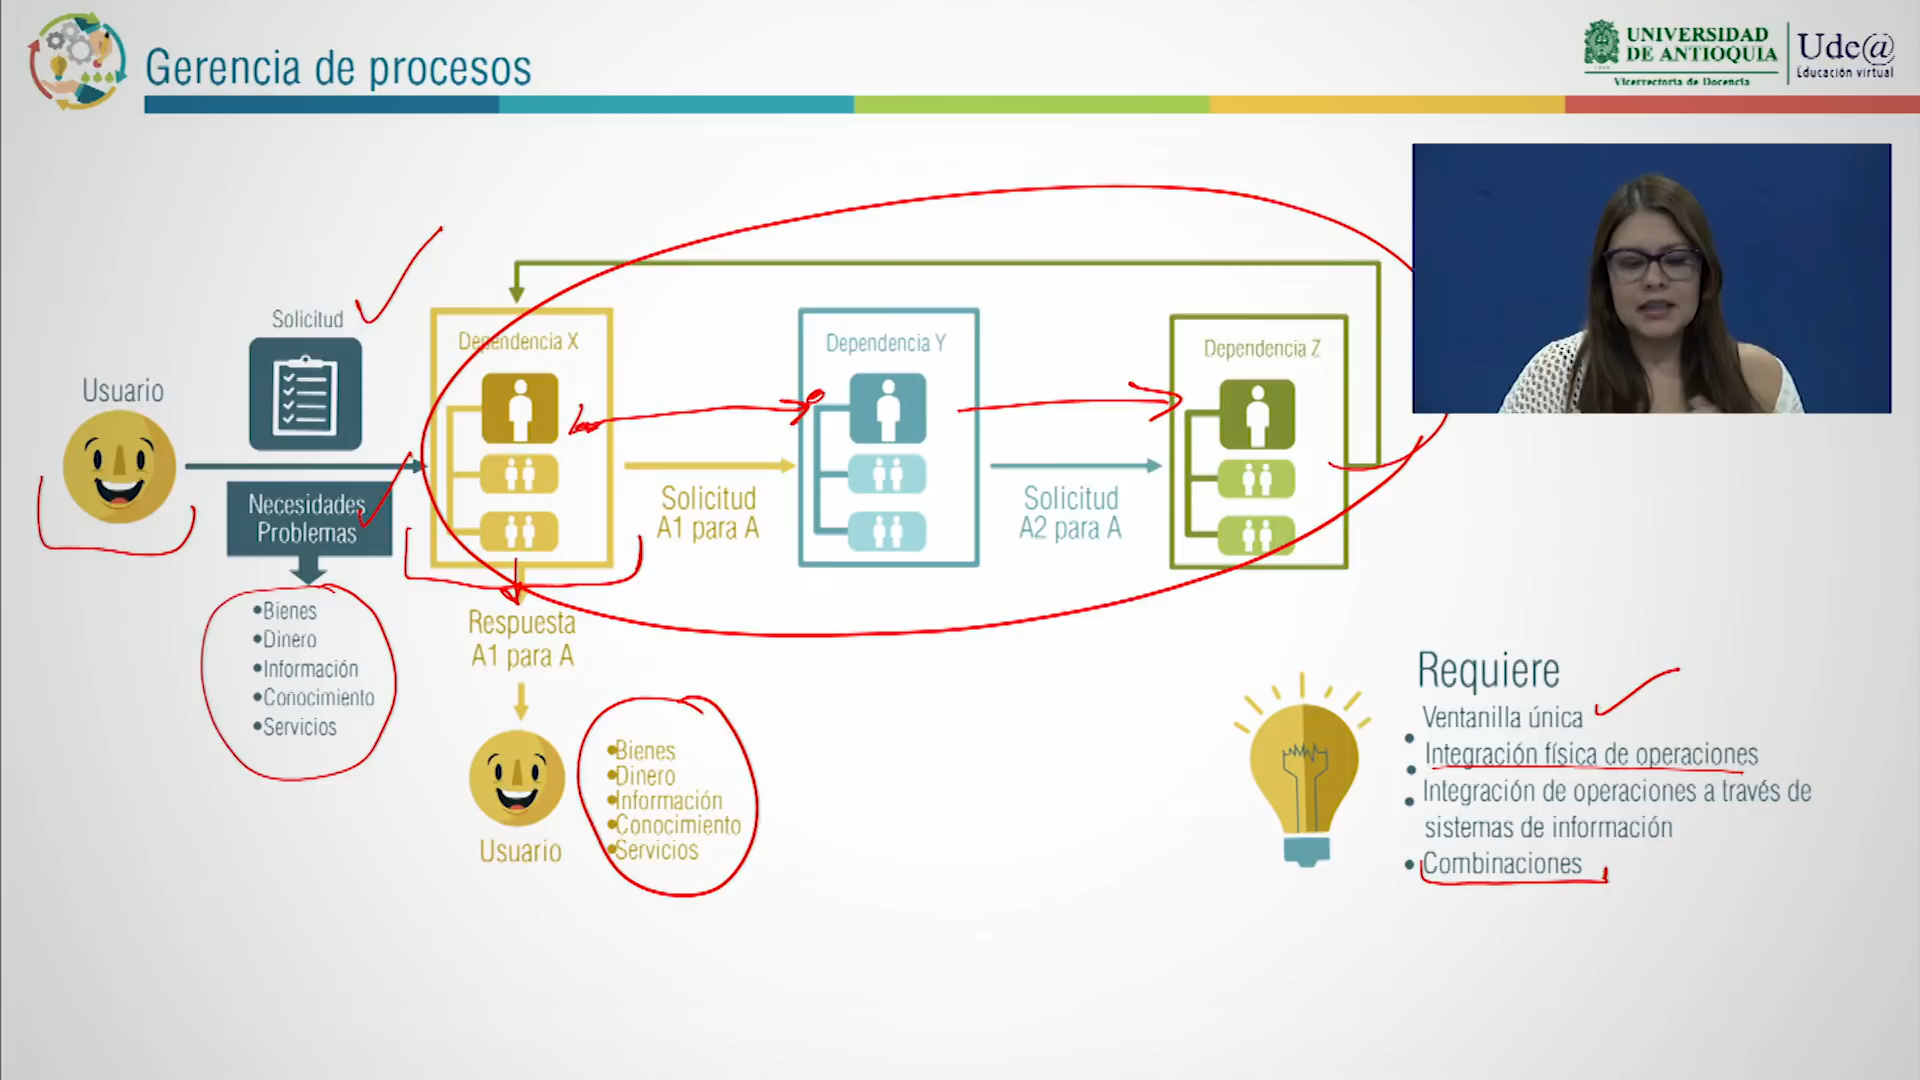 Gerencia de procesos
UNIVERSIDAD
DE ANTIOQUIA
Vicerrectoría de Docencia
Ude@
Educación virtual
Solicitud
Usuario
Necesidades
Problemas
•Bienes
•Dinero
•Información
•Conocimiento
•Servicios
Dependencia X
Solicitud
A1 para A
Dependencia Y
Solicitud
A2 para A
Dependencia Z
Respuesta
A1 para A
Usuario
•Bienes
•Dinero
•Información
•Conocimiento
•Servicios
Requiere
Ventanilla única
• Integración física de operaciones
• Integración de operaciones a través de
• sistemas de información
• Combinaciones